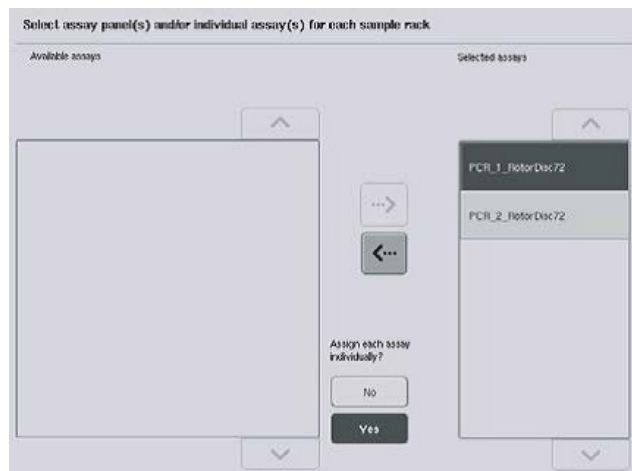 Select assay panel(s) and/or individual assay(s) for each sample rack
Available assays
Selected assays
PCR_1_RotorDisc72
PCR_2_RotorDisc72
Assign each assay
individually?
No
Yes